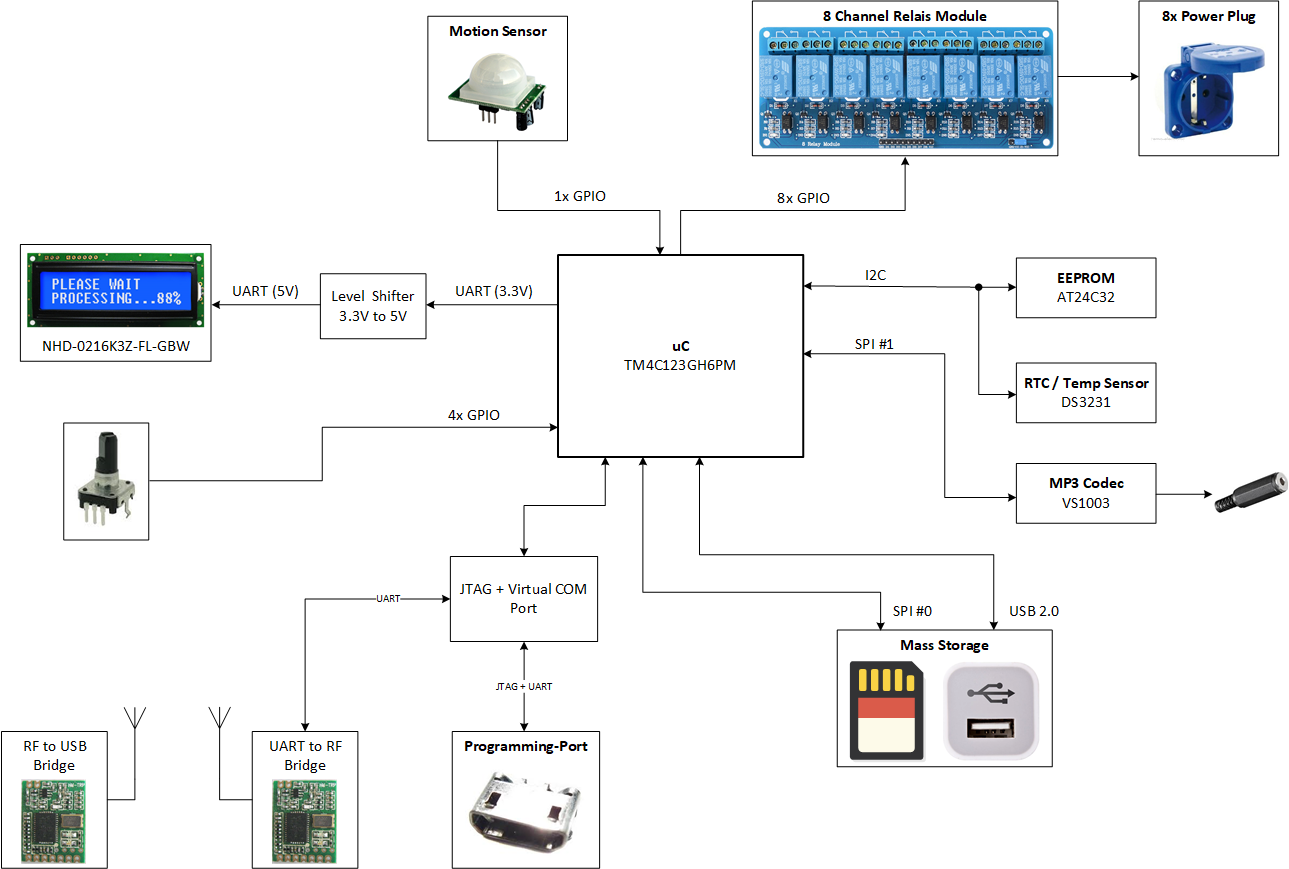 Motion Sensor
8 Channel Relais Module
8 Relay Module
8x Power Plug
1x GPIO
8x GPIO
PLEASE WAIT
PROCESSING...88%
NHD-0216K3Z-FL-GBW
UART (5V)
Level Shifter
3.3V to 5V
UART (3.3V)
uC
TM4C123GH6PM
I2C
EEPROM
AT24C32
SPI #1
RTC / Temp Sensor
DS3231
4x GPIO
MP3 Codec
VS1003
JTAG + Virtual COM
Port
UART
SPI #0
USB 2.0
Mass Storage
JTAG + UART
RF to USB
Bridge
UART to RF
Bridge
Programming-Port